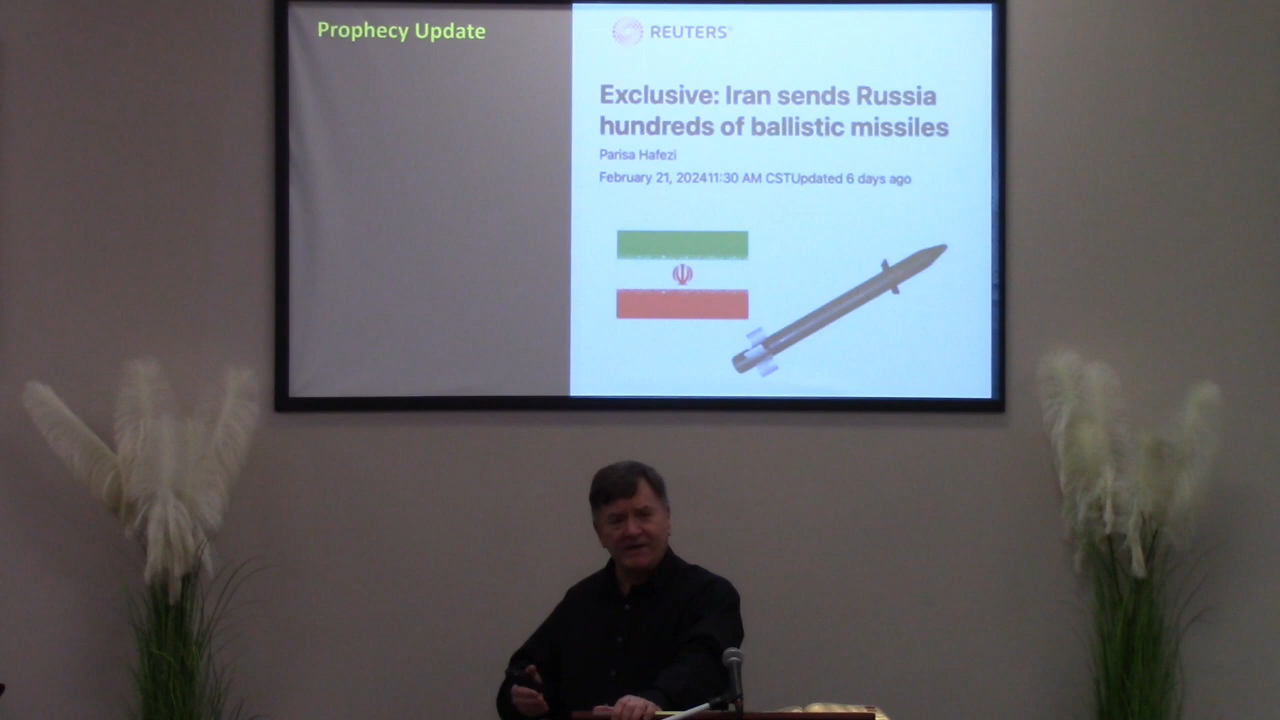 Prophecy Update
REUTERS
Exclusive: Iran sends Russia
hundreds of ballistic missiles
Parisa Hafezi
February 21, 202411:30 AM CSTUpdated 6 days ago